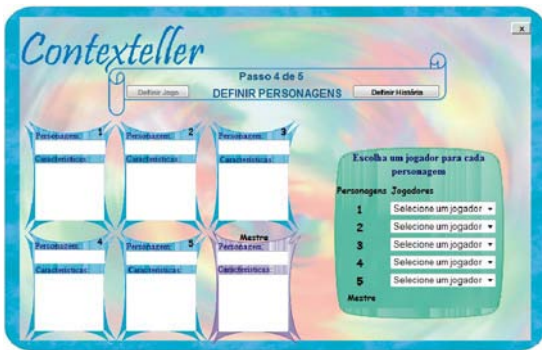 x
Contexteller
Passo 4 de 5
Definir Jogo DEFINIR PERSONAGENS Definir História
1 2 3
Personagem: Personagem: Personagem:
Características: Características: Características:
Escolha um jogador para cada
personagem
Personagens Jogadores
1 Selecione um jogador
2 Selecione um jogador
3 Selecione um jogador
4 Selecione um jogador
5 Selecione um jogador
Mestre
4 5 Mestre
Personagem: Personagem: Personagem:
Características: Características: Características: